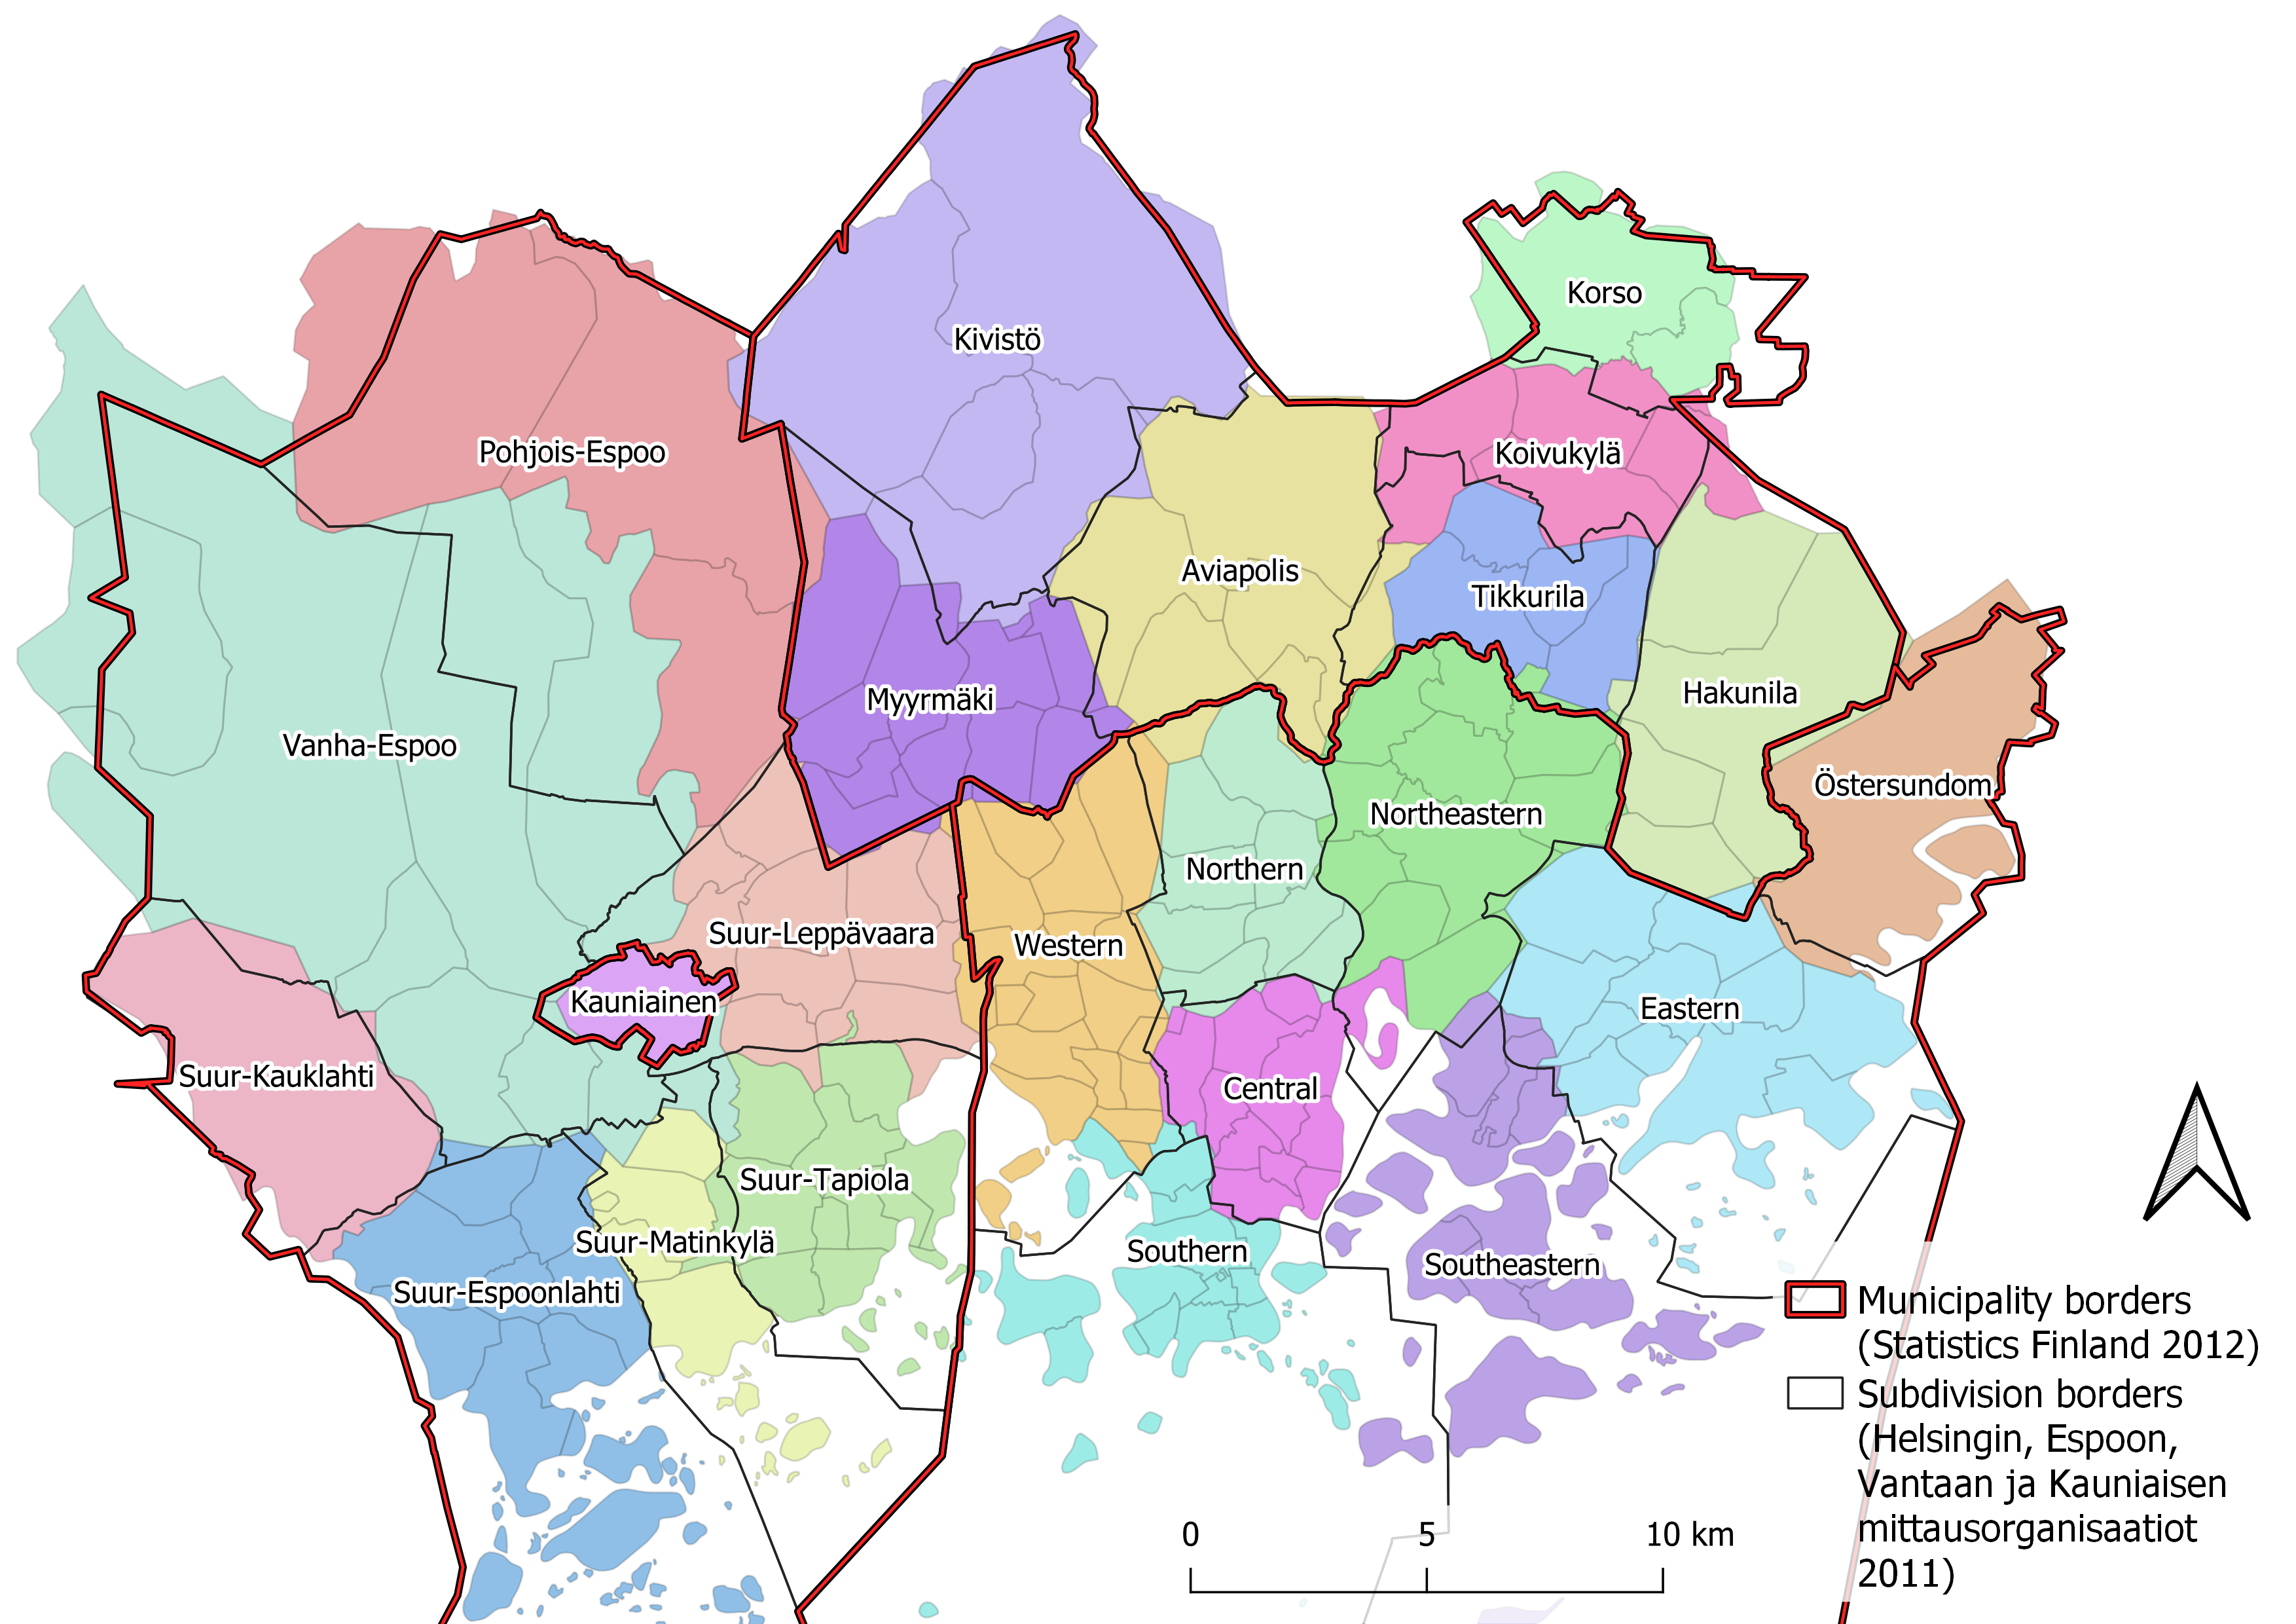 Korso
Kivistö
Pohjois-Espoo
Koivukylä
Aviapolis
Tikkurila
Myyrmäki
Hakunila
Vanha-Espoo
Östersundom
Northeastern
Northern
Suur-Leppävaara
Western
Kauniainen
Eastern
Suur-Kauklahti
Central
Suur-Tapiola
Suur-Matinkylä
Southern
Southeastern
Suur-Espoonlahti
Municipality borders
(Statistics Finland 2012)
Subdivision borders
(Helsingin, Espoon,
Vantaan ja Kauniaisen
mittausorganisaatiot
2011)
0 5 10 km